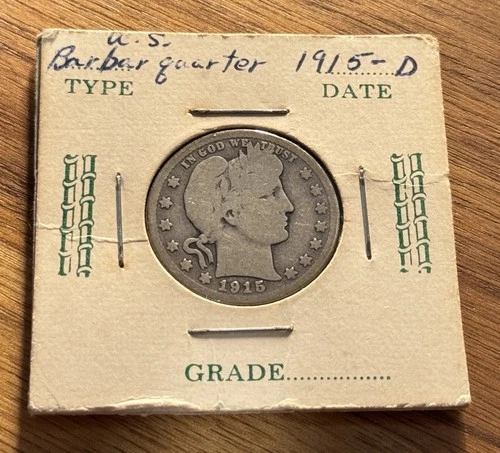 U.S.
Barbar quarter 1915-D
TYPE DATE
IN GOD WE TRUST
1915
GRADE................